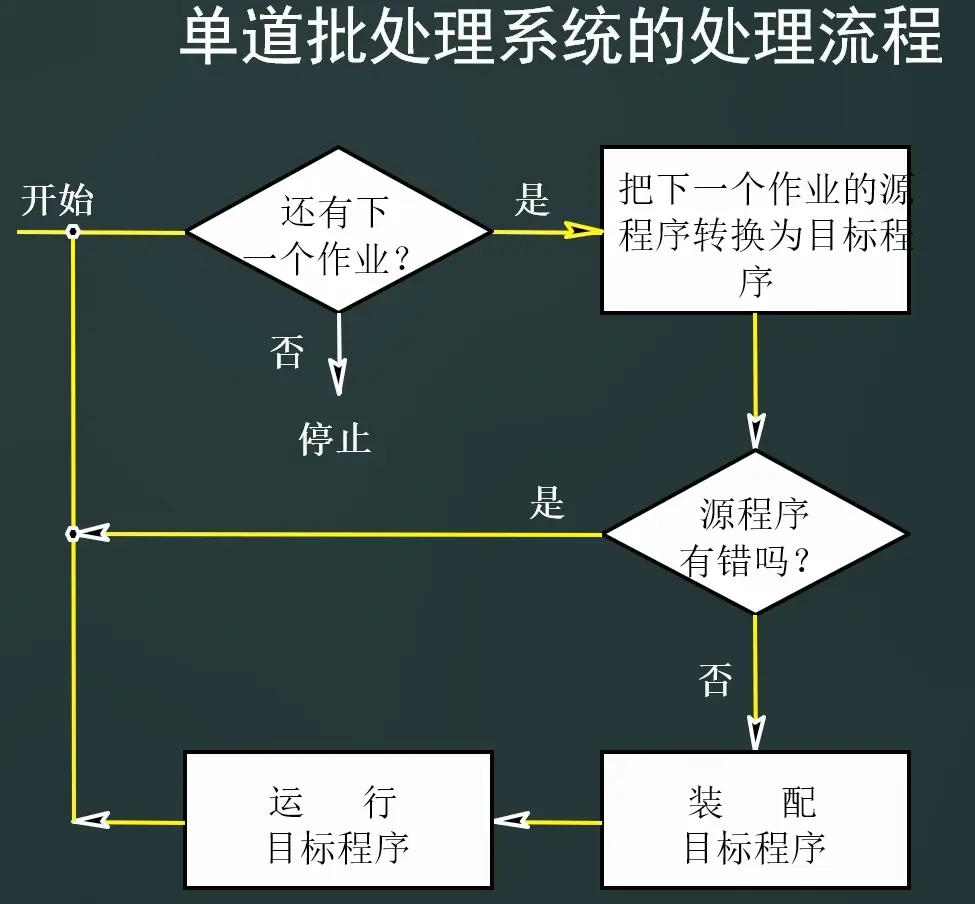 单道批处理系统的处理流程
开始
还有下
一个作业?
是
把下一个作业的源
程序转换为目标程
序
否
停止
是
源程序
有错吗?
否
运 行
目标程序
装 配
目标程序